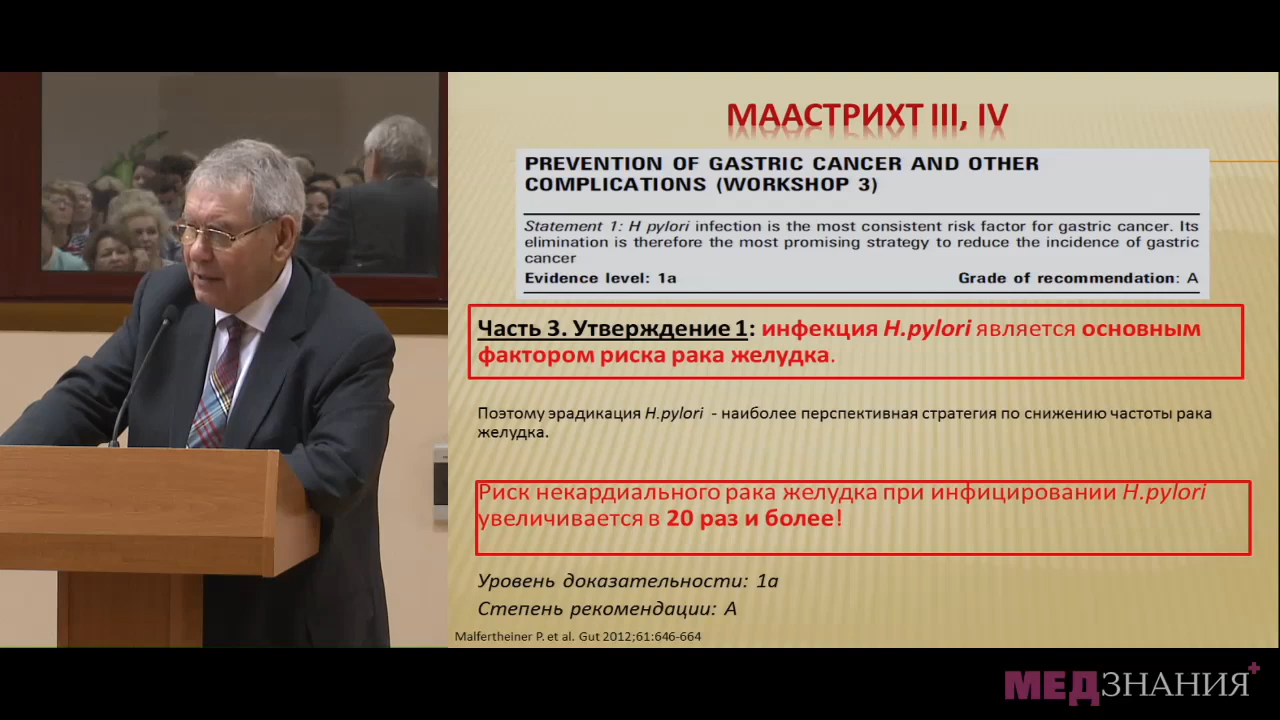 МААСТРИХТ III, IV
PREVENTION OF GASTRIC CANCER AND OTHER
COMPLICATIONS (WORKSHOP 3)
Statement 1: H pylori infection is the most consistent risk factor for gastric cancer. Its
elimination is therefore the most promising strategy to reduce the incidence of gastric
cancer
Evidence level: 1a Grade of recommendation: A
Часть 3. Утверждение 1: инфекция H.pylori является основным
фактором риска рака желудка.
Поэтому эрадикация H.pylori - наиболее перспективная стратегия по снижению частоты рака
желудка.
Риск некардиального рака желудка при инфицировании H.pylori
увеличивается в 20 раз и более!
Уровень доказательности: 1a
Степень рекомендации: A
Malfertheiner P. et al. Gut 2012;61:646-664
МЕДЗНАНИЯ+